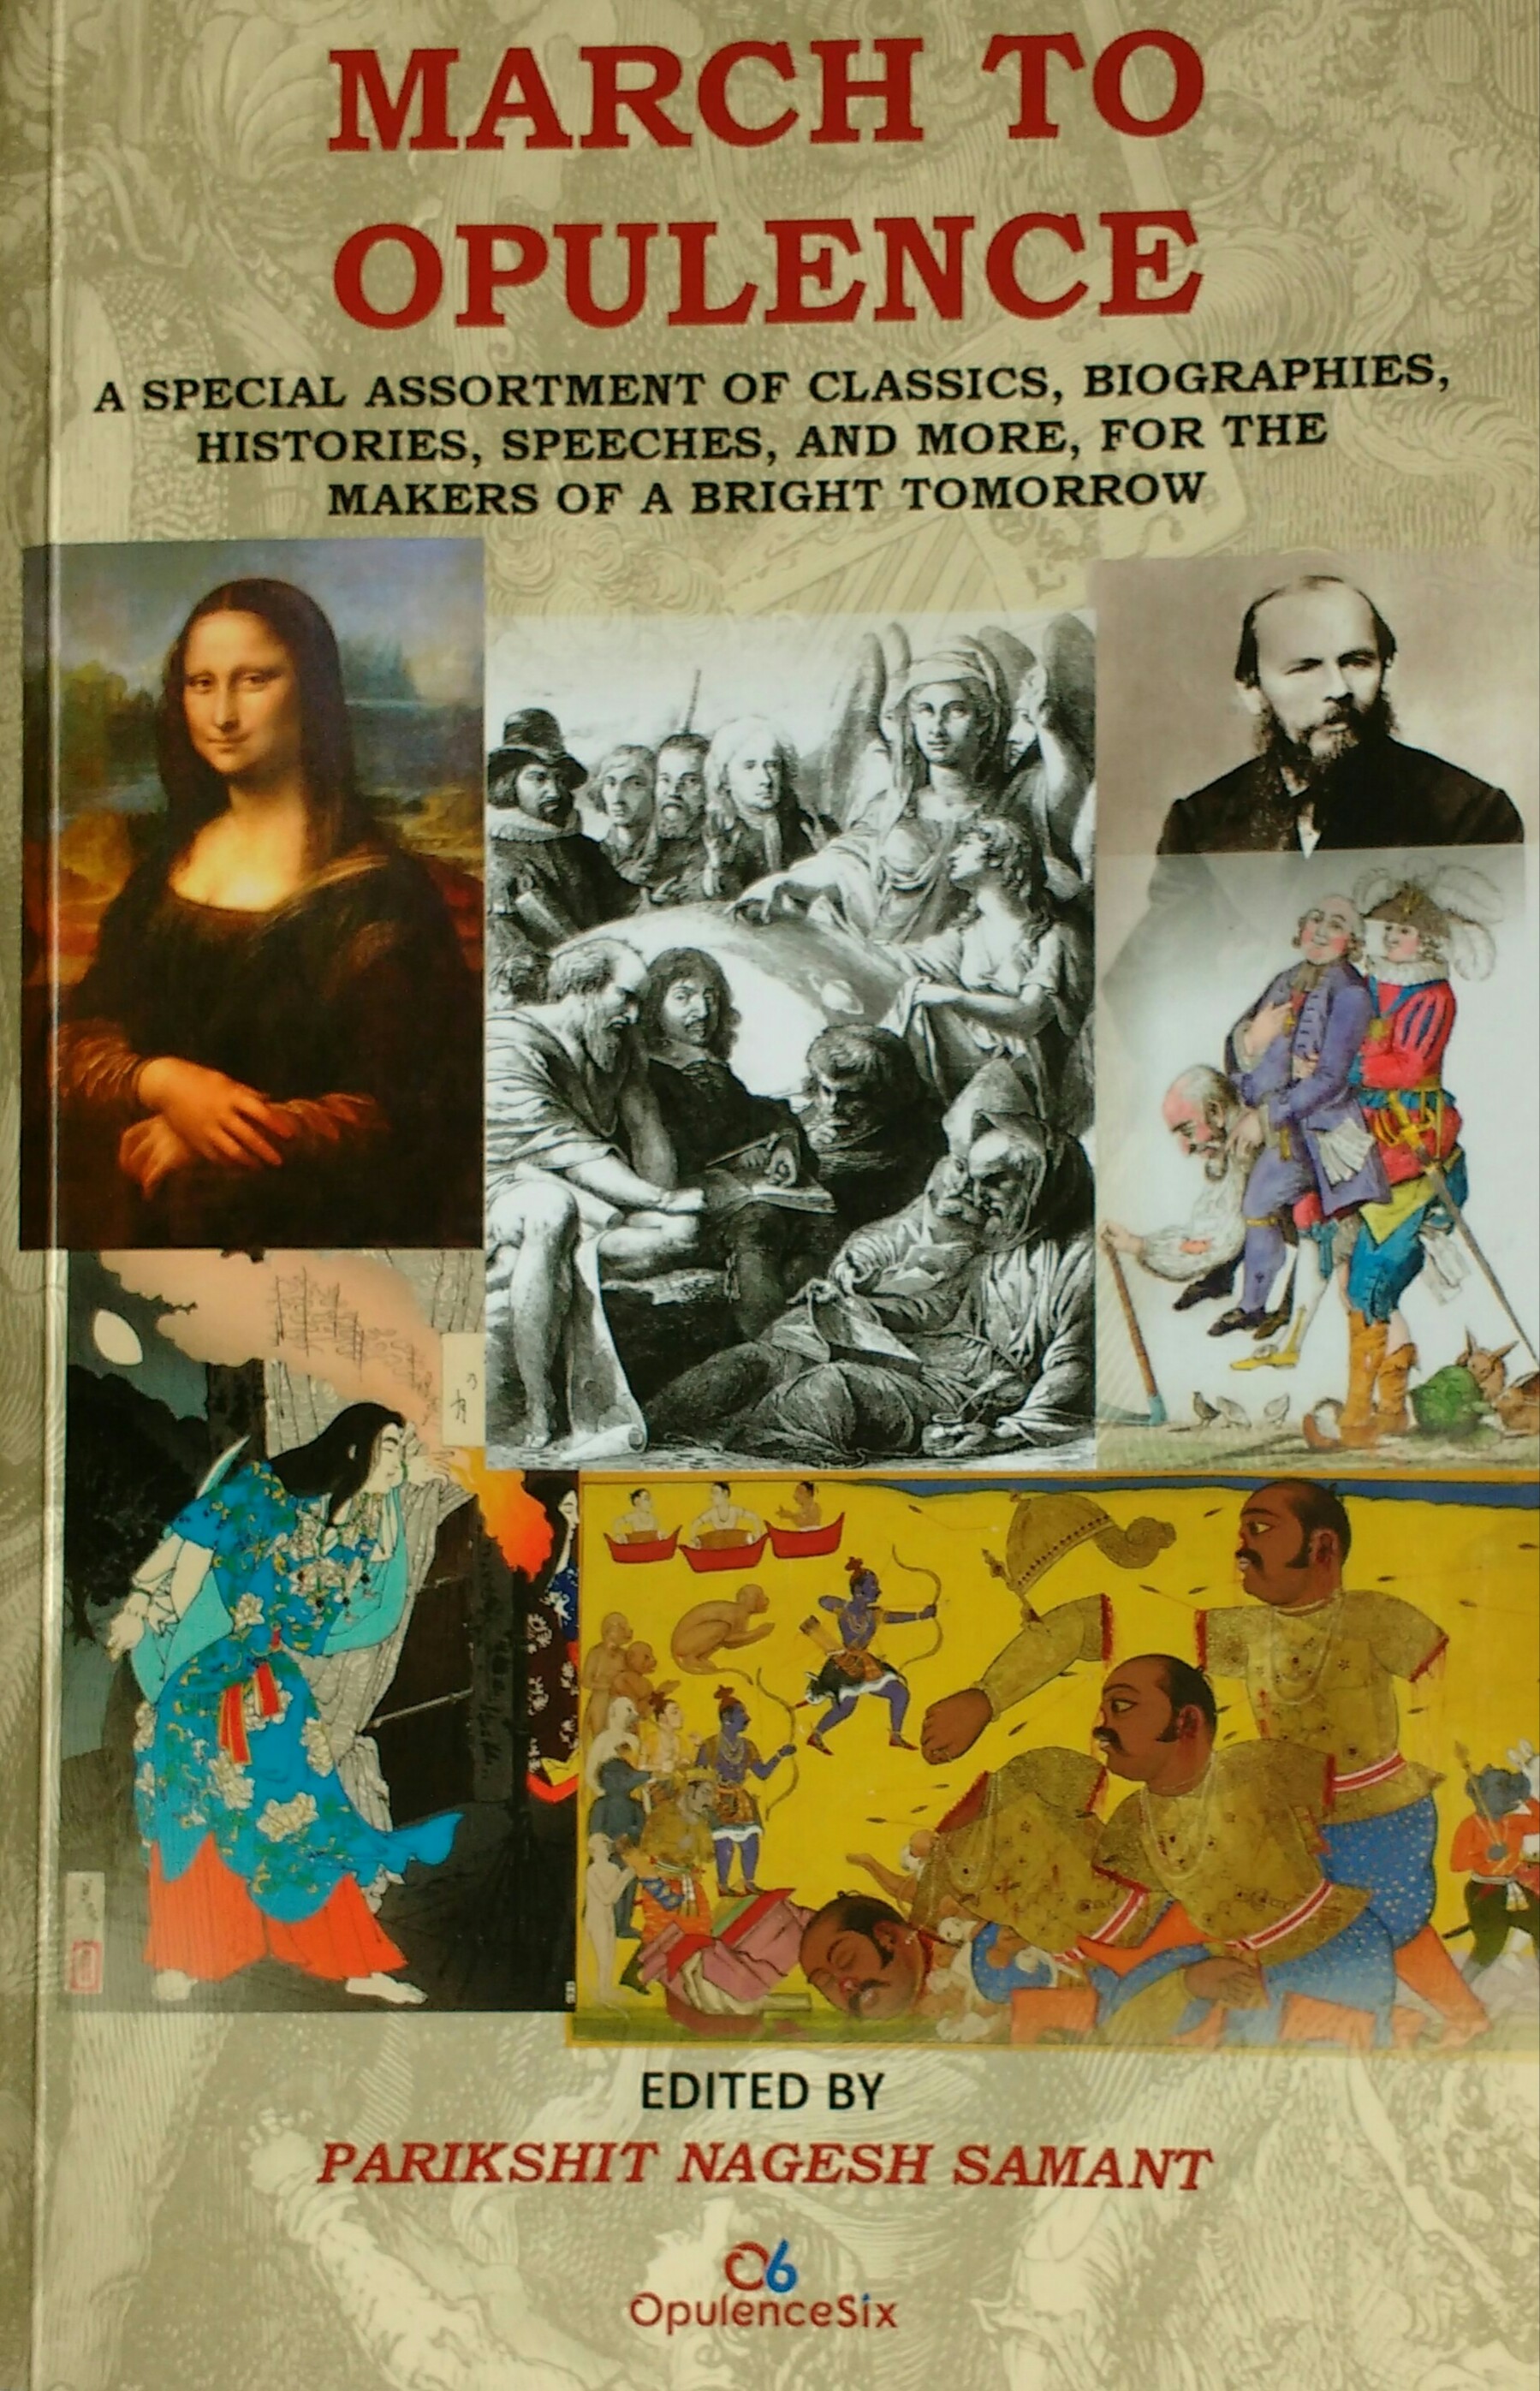 MARCH TO
OPULENCE
A SPECIAL ASSORTMENT OF CLASSICS, BIOGRAPHIES,
HISTORIES, SPEECHES, AND MORE, FOR THE
MAKERS OF A BRIGHT TOMORROW
EDITED BY
PARIKSHIT NAGESH SAMANT
O6
OpulenceSix